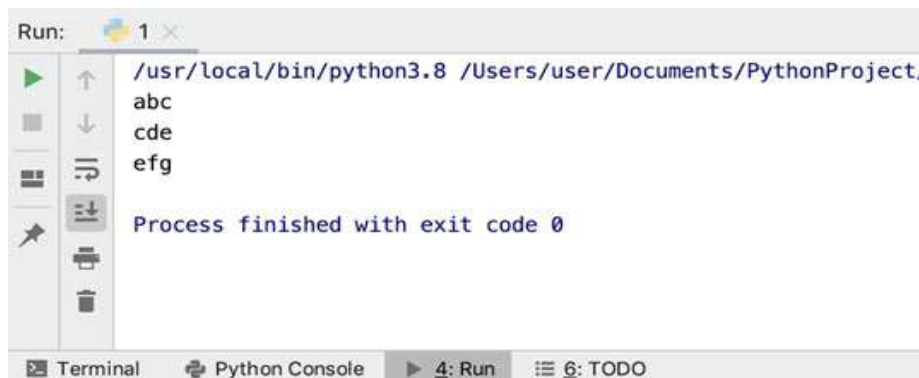 Run: 1
/usr/local/bin/python3.8 /Users/user/Documents/PythonProject/
abc
cde
efg
Process finished with exit code 0
Terminal Python Console 4: Run 6: TODO